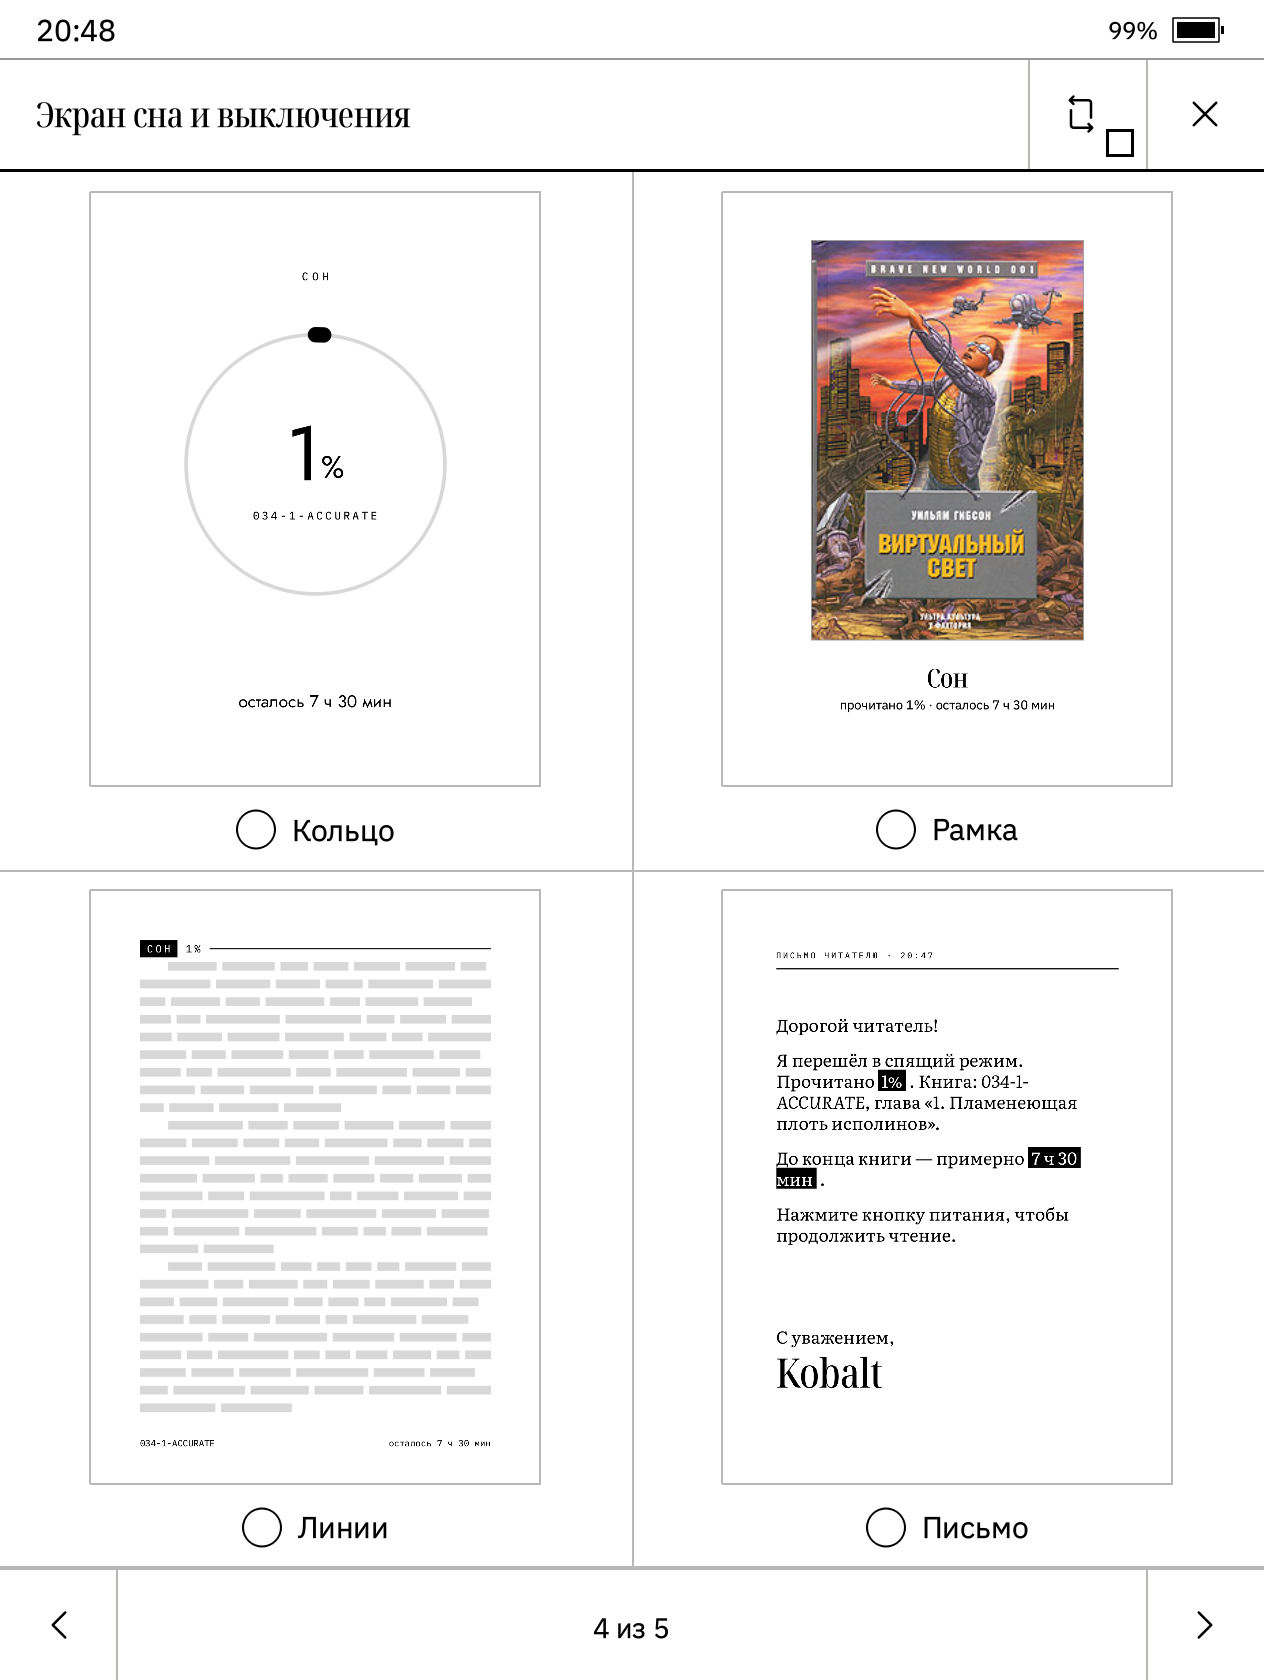 20:48
99%
Экран сна и выключения
СОН
1%
034-1-ACCURATE
осталось 7 ч 30 мин
Кольцо
BRAVE NEW WORLD 001
УИЛЬЯМ ГИБСОН
ВИРТУАЛЬНЫЙ
СВЕТ
УЛЬТРА.КУЛЬТУРА
У-ФАКТОРИЯ
Сон
прочитано 1% · осталось 7 ч 30 мин
Рамка
СОН 1%
034-1-ACCURATE
осталось 7 ч 30 мин
Линии
ПИСЬМО ЧИТАТЕЛЮ · 20:47
Дорогой читатель!
Я перешёл в спящий режим.
Прочитано 1% . Книга: 034-1-
ACCURATE, глава «1. Пламенеющая
плоть исполинов».
До конца книги — примерно 7 ч 30
мин .
Нажмите кнопку питания, чтобы
продолжить чтение.
С уважением,
Kobalt
Письмо
4 из 5